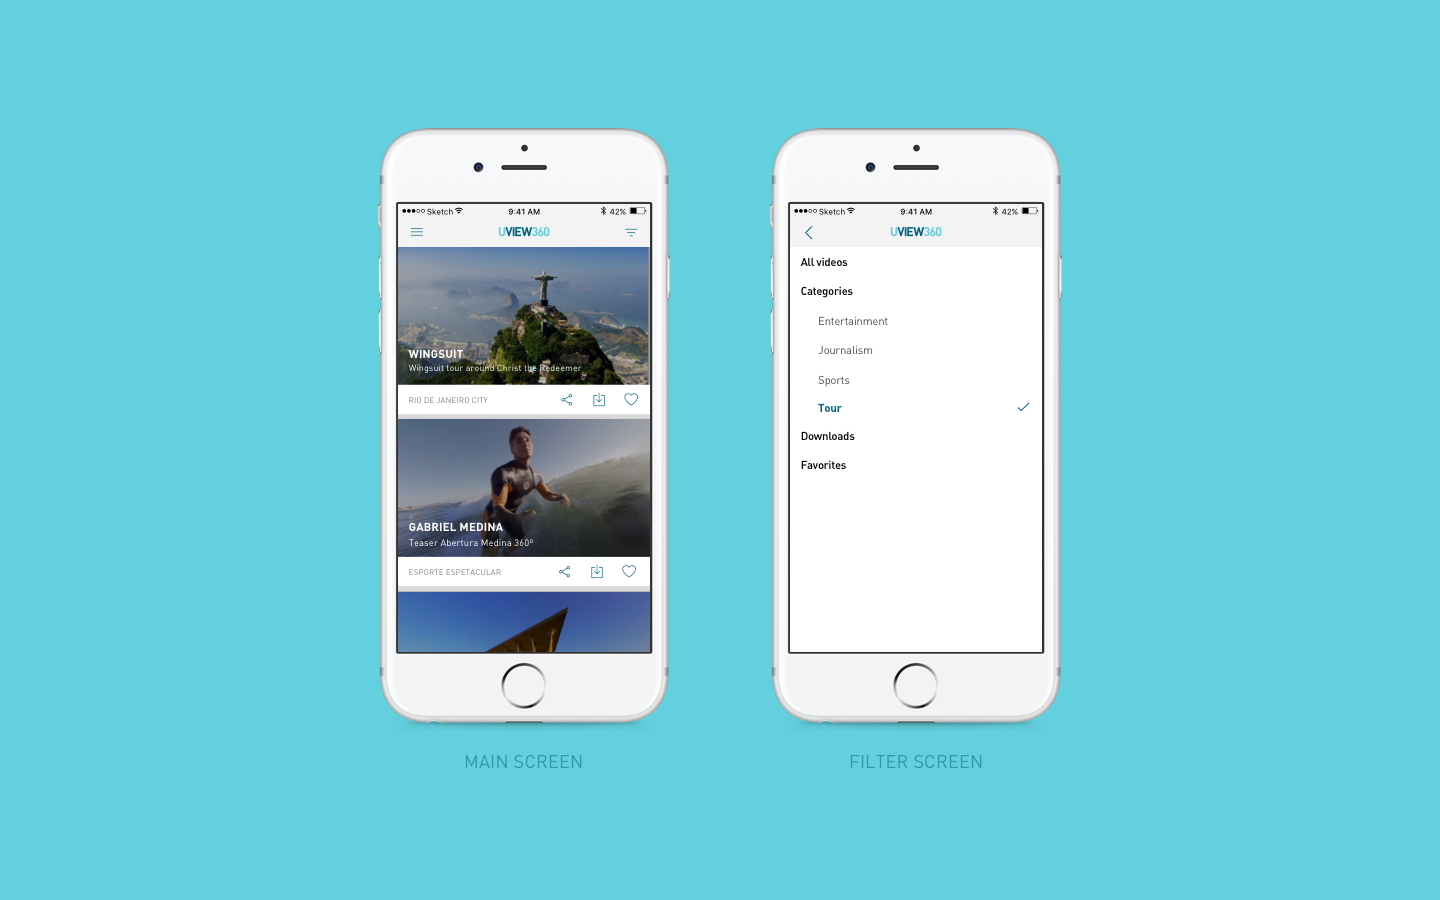 Sketch 9:41 AM 42%
UVIEW360
WINGSUIT
Wingsuit tour around Christ the Redeemer
RIO DE JANEIRO CITY
GABRIEL MEDINA
Teaser Abertura Medina 360º
ESPORTE ESPETACULAR
MAIN SCREEN
Sketch 9:41 AM 42%
UVIEW360
All videos
Categories
Entertainment
Journalism
Sports
Tour
Downloads
Favorites
FILTER SCREEN